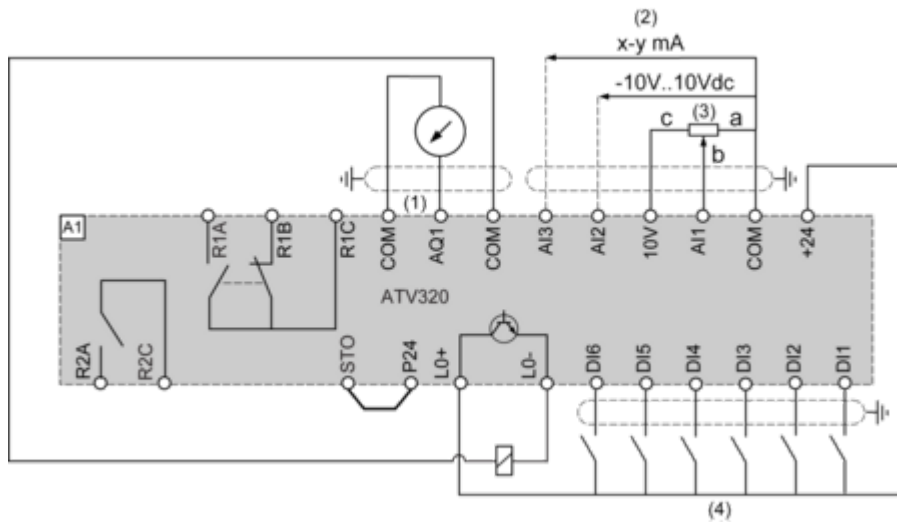 (2)
x-y mA
-10V..10Vdc
c (3) a
b
(1)
A1
R1A R1B R1C COM AQ1 COM AI3 AI2 10V AI1 COM +24
ATV320
R2A R2C STO P24 L0+ L0- DI6 DI5 DI4 DI3 DI2 DI1
(4)